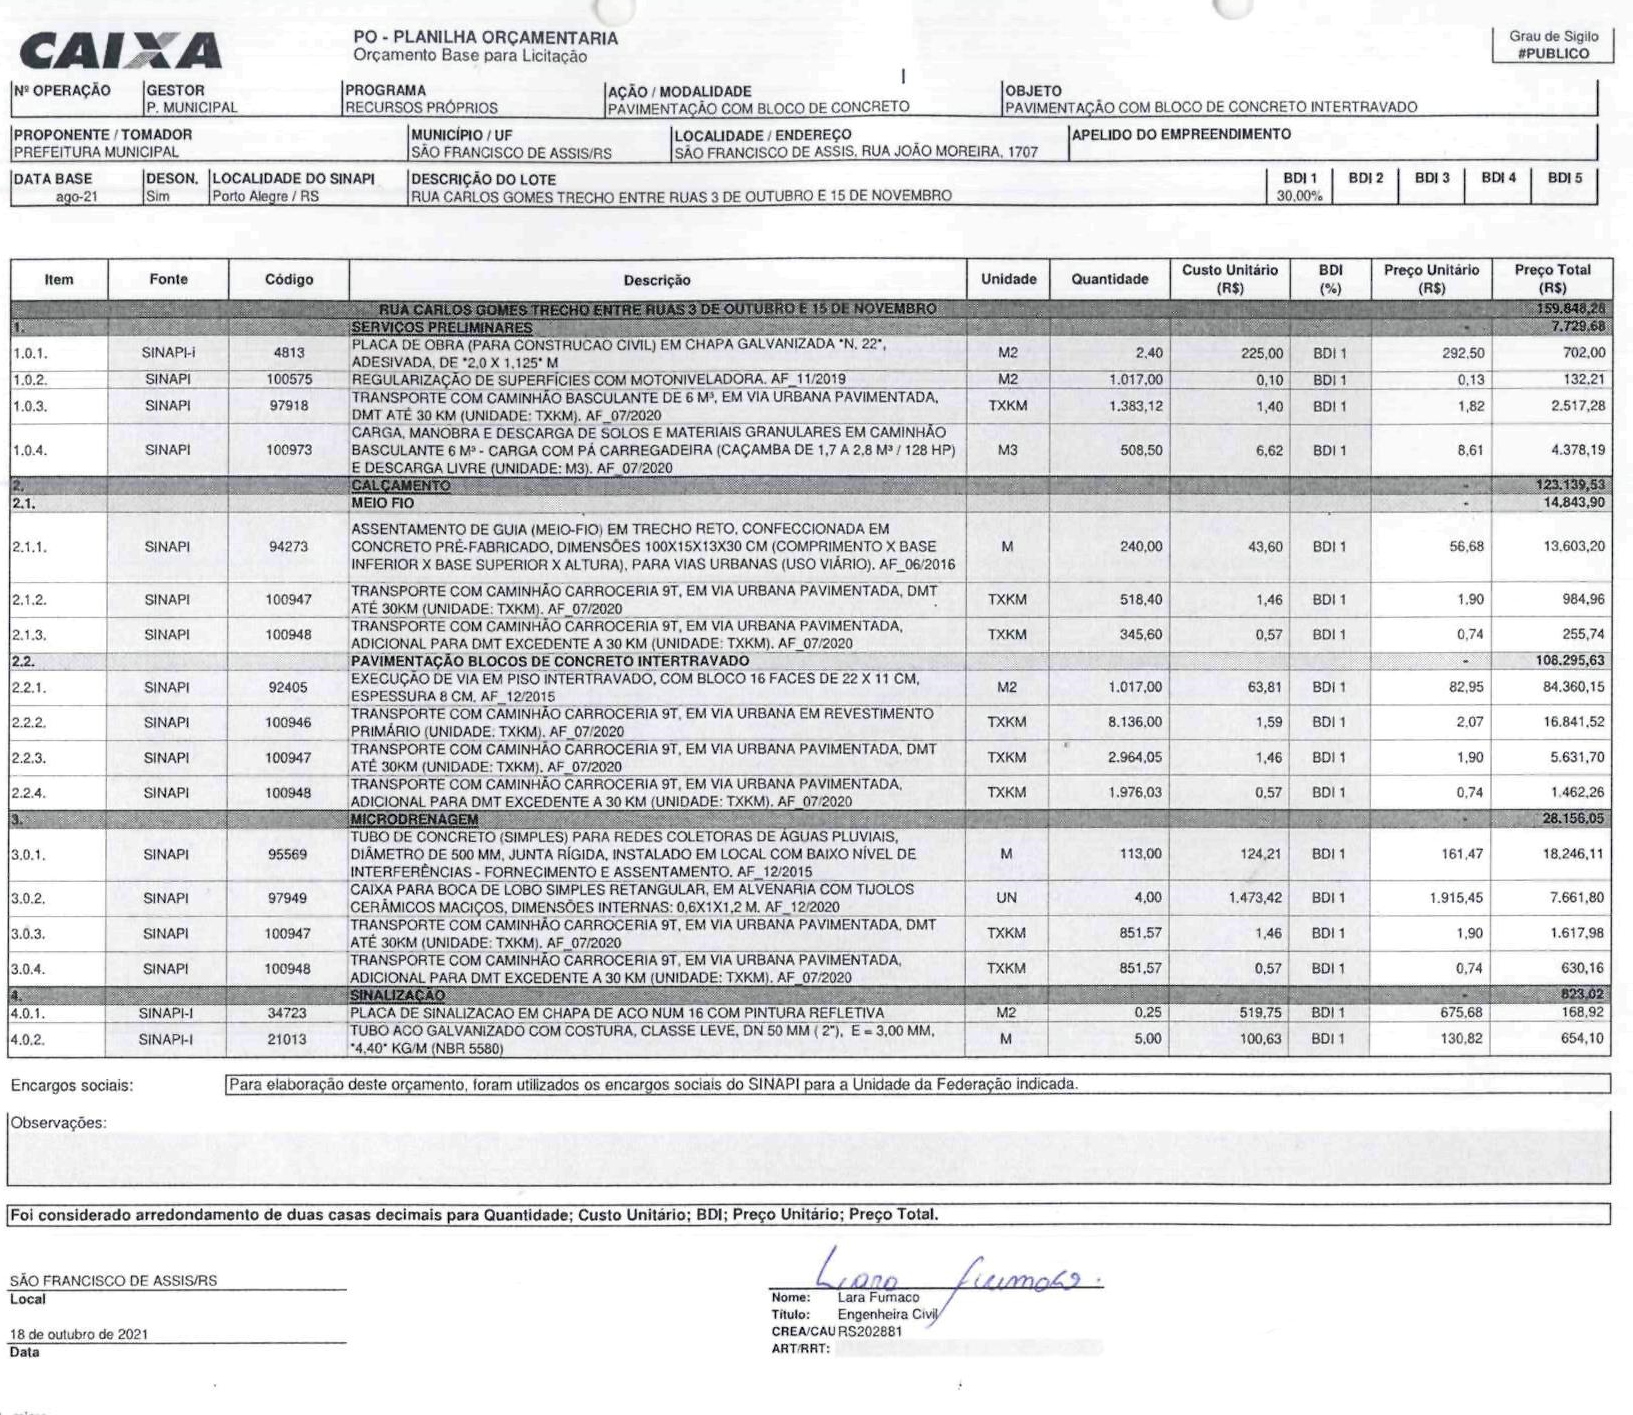 CAIXA
PO - PLANILHA ORÇAMENTARIA
Orçamento Base para Licitação
Grau de Sigilo
#PUBLICO
Nº OPERAÇÃO GESTOR PROGRAMA AÇÃO / MODALIDADE OBJETO
P. MUNICIPAL RECURSOS PRÓPRIOS PAVIMENTAÇÃO COM BLOCO DE CONCRETO PAVIMENTAÇÃO COM BLOCO DE CONCRETO INTERTRAVADO
PROPONENTE / TOMADOR MUNICÍPIO / UF LOCALIDADE / ENDEREÇO APELIDO DO EMPREENDIMENTO
PREFEITURA MUNICIPAL SÃO FRANCISCO DE ASSIS/RS SÃO FRANCISCO DE ASSIS, RUA JOÃO MOREIRA, 1707
DATA BASE DESON. LOCALIDADE DO SINAPI DESCRIÇÃO DO LOTE BDI 1 BDI 2 BDI 3 BDI 4 BDI 5
ago-21 Sim Porto Alegre / RS RUA CARLOS GOMES TRECHO ENTRE RUAS 3 DE OUTUBRO E 15 DE NOVEMBRO 30,00%
Item Fonte Código Descrição Unidade Quantidade Custo Unitário (R$) BDI (%) Preço Unitário (R$) Preço Total (R$)
RUA CARLOS GOMES TRECHO ENTRE RUAS 3 DE OUTUBRO E 15 DE NOVEMBRO 159.848,28
1. SERVIÇOS PRELIMINARES - 7.729,68
PLACA DE OBRA (PARA CONSTRUCAO CIVIL) EM CHAPA GALVANIZADA *N. 22*,
1.0.1. SINAPI-i 4813 ADESIVADA, DE *2,0 X 1,125* M M2 2,40 225,00 BDI 1 292,50 702,00
1.0.2. SINAPI 100575 REGULARIZAÇÃO DE SUPERFÍCIES COM MOTONIVELADORA. AF_11/2019 M2 1.017,00 0,10 BDI 1 0,13 132,21
TRANSPORTE COM CAMINHÃO BASCULANTE DE 6 M³, EM VIA URBANA PAVIMENTADA,
1.0.3. SINAPI 97918 DMT ATÉ 30 KM (UNIDADE: TXKM). AF_07/2020 TXKM 1.383,12 1,40 BDI 1 1,82 2.517,28
CARGA, MANOBRA E DESCARGA DE SOLOS E MATERIAIS GRANULARES EM CAMINHÃO
1.0.4. SINAPI 100973 BASCULANTE 6 M³ - CARGA COM PÁ CARREGADEIRA (CAÇAMBA DE 1,7 A 2,8 M³ / 128 HP) M3 508,50 6,62 BDI 1 8,61 4.378,19
E DESCARGA LIVRE (UNIDADE: M3). AF_07/2020
2. CALÇAMENTO - 123.139,53
2.1. MEIO FIO - 14.843,90
ASSENTAMENTO DE GUIA (MEIO-FIO) EM TRECHO RETO, CONFECCIONADA EM
2.1.1. SINAPI 94273 CONCRETO PRÉ-FABRICADO, DIMENSÕES 100X15X13X30 CM (COMPRIMENTO X BASE M 240,00 43,60 BDI 1 56,68 13.603,20
INFERIOR X BASE SUPERIOR X ALTURA), PARA VIAS URBANAS (USO VIÁRIO). AF_06/2016
TRANSPORTE COM CAMINHÃO CARROCERIA 9T, EM VIA URBANA PAVIMENTADA, DMT
2.1.2. SINAPI 100947 ATÉ 30KM (UNIDADE: TXKM). AF_07/2020 TXKM 518,40 1,46 BDI 1 1,90 984,96
TRANSPORTE COM CAMINHÃO CARROCERIA 9T, EM VIA URBANA PAVIMENTADA,
2.1.3. SINAPI 100948 ADICIONAL PARA DMT EXCEDENTE A 30 KM (UNIDADE: TXKM). AF_07/2020 TXKM 345,60 0,57 BDI 1 0,74 255,74
2.2. PAVIMENTAÇÃO BLOCOS DE CONCRETO INTERTRAVADO - 108.295,63
EXECUÇÃO DE VIA EM PISO INTERTRAVADO, COM BLOCO 16 FACES DE 22 X 11 CM,
2.2.1. SINAPI 92405 ESPESSURA 8 CM. AF_12/2015 M2 1.017,00 63,81 BDI 1 82,95 84.360,15
TRANSPORTE COM CAMINHÃO CARROCERIA 9T, EM VIA URBANA EM REVESTIMENTO
2.2.2. SINAPI 100946 PRIMÁRIO (UNIDADE: TXKM). AF_07/2020 TXKM 8.136,00 1,59 BDI 1 2,07 16.841,52
TRANSPORTE COM CAMINHÃO CARROCERIA 9T, EM VIA URBANA PAVIMENTADA, DMT
2.2.3. SINAPI 100947 ATÉ 30KM (UNIDADE: TXKM). AF_07/2020 TXKM 2.964,05 1,46 BDI 1 1,90 5.631,70
TRANSPORTE COM CAMINHÃO CARROCERIA 9T, EM VIA URBANA PAVIMENTADA,
2.2.4. SINAPI 100948 ADICIONAL PARA DMT EXCEDENTE A 30 KM (UNIDADE: TXKM). AF_07/2020 TXKM 1.976,03 0,57 BDI 1 0,74 1.462,26
3. MICRODRENAGEM - 28.156,05
TUBO DE CONCRETO (SIMPLES) PARA REDES COLETORAS DE ÁGUAS PLUVIAIS,
3.0.1. SINAPI 95569 DIÂMETRO DE 500 MM, JUNTA RÍGIDA, INSTALADO EM LOCAL COM BAIXO NÍVEL DE M 113,00 124,21 BDI 1 161,47 18.246,11
INTERFERÊNCIAS - FORNECIMENTO E ASSENTAMENTO. AF_12/2015
CAIXA PARA BOCA DE LOBO SIMPLES RETANGULAR, EM ALVENARIA COM TIJOLOS
3.0.2. SINAPI 97949 CERÂMICOS MACIÇOS, DIMENSÕES INTERNAS: 0,6X1X1,2 M. AF_12/2020 UN 4,00 1.473,42 BDI 1 1.915,45 7.661,80
TRANSPORTE COM CAMINHÃO CARROCERIA 9T, EM VIA URBANA PAVIMENTADA, DMT
3.0.3. SINAPI 100947 ATÉ 30KM (UNIDADE: TXKM). AF_07/2020 TXKM 851,57 1,46 BDI 1 1,90 1.617,98
TRANSPORTE COM CAMINHÃO CARROCERIA 9T, EM VIA URBANA PAVIMENTADA,
3.0.4. SINAPI 100948 ADICIONAL PARA DMT EXCEDENTE A 30 KM (UNIDADE: TXKM). AF_07/2020 TXKM 851,57 0,57 BDI 1 0,74 630,16
4. SINALIZAÇÃO - 823,02
4.0.1. SINAPI-I 34723 PLACA DE SINALIZACAO EM CHAPA DE ACO NUM 16 COM PINTURA REFLETIVA M2 0,25 519,75 BDI 1 675,68 168,92
TUBO ACO GALVANIZADO COM COSTURA, CLASSE LEVE, DN 50 MM ( 2"), E = 3,00 MM,
4.0.2. SINAPI-I 21013 *4,40* KG/M (NBR 5580) M 5,00 100,63 BDI 1 130,82 654,10
Encargos sociais: Para elaboração deste orçamento, foram utilizados os encargos sociais do SINAPI para a Unidade da Federação indicada.
Observações:
Foi considerado arredondamento de duas casas decimais para Quantidade; Custo Unitário; BDI; Preço Unitário; Preço Total.
Lara Fumaco.
SÃO FRANCISCO DE ASSIS/RS
Local
Nome: Lara Fumaco
Título: Engenheira Civil
CREA/CAU RS202881
ART/RRT:
18 de outubro de 2021
Data